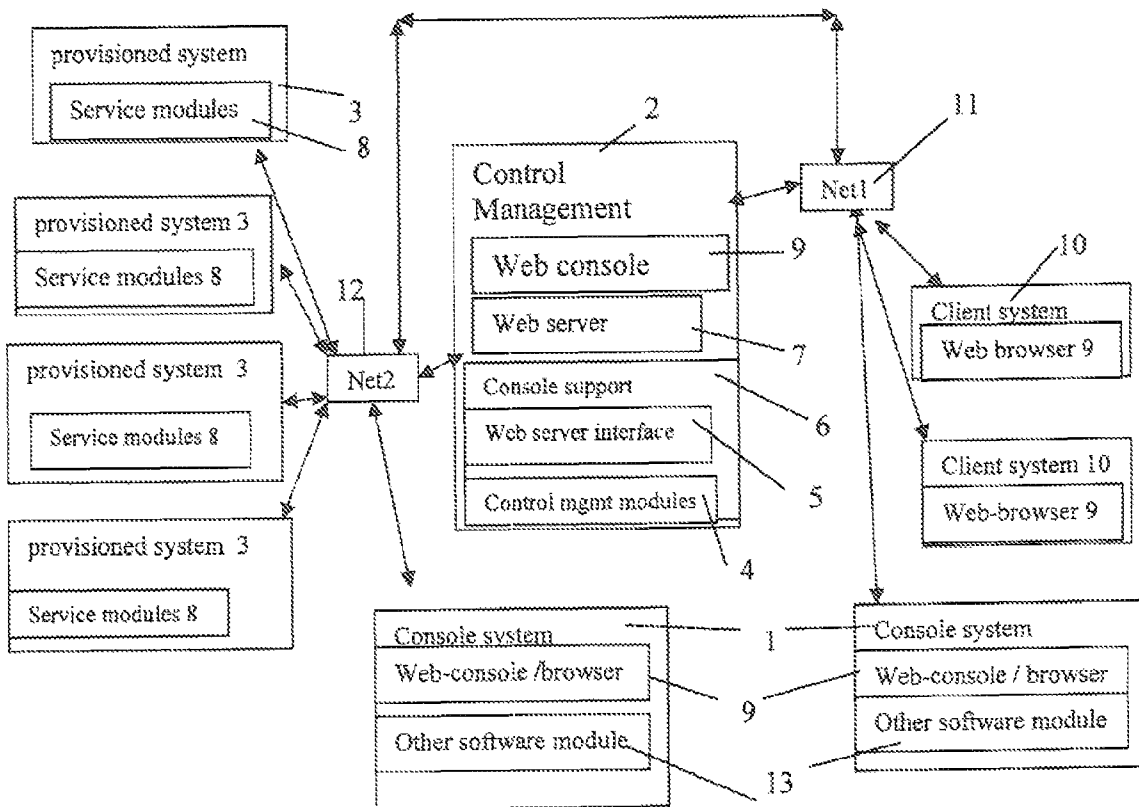 provisioned system
Service modules
3
8
provisioned system 3
Service modules 8
provisioned system 3
Service modules 8
provisioned system 3
Service modules 8
12
Net2
2
Control
Management
Web console
9
Web server
7
Console support
6
Web server interface
5
Control mgmt modules
4
11
Net1
10
Client system
Web browser 9
Client system 10
Web-browser 9
Console system
Web-console /browser
Other software module
1
9
13
Console system
Web-console / browser
Other software module